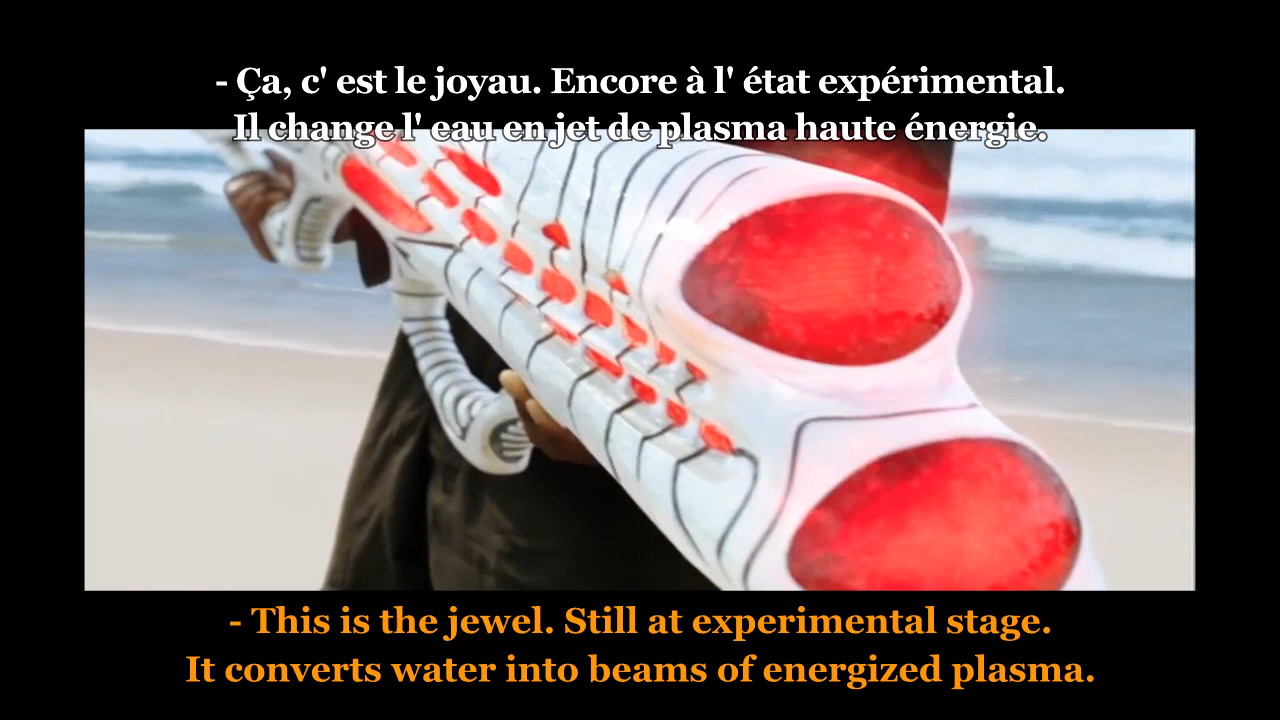 - Ça, c' est le joyau. Encore à l' état expérimental.
Il change l' eau en jet de plasma haute énergie.
- This is the jewel. Still at experimental stage.
It converts water into beams of energized plasma.